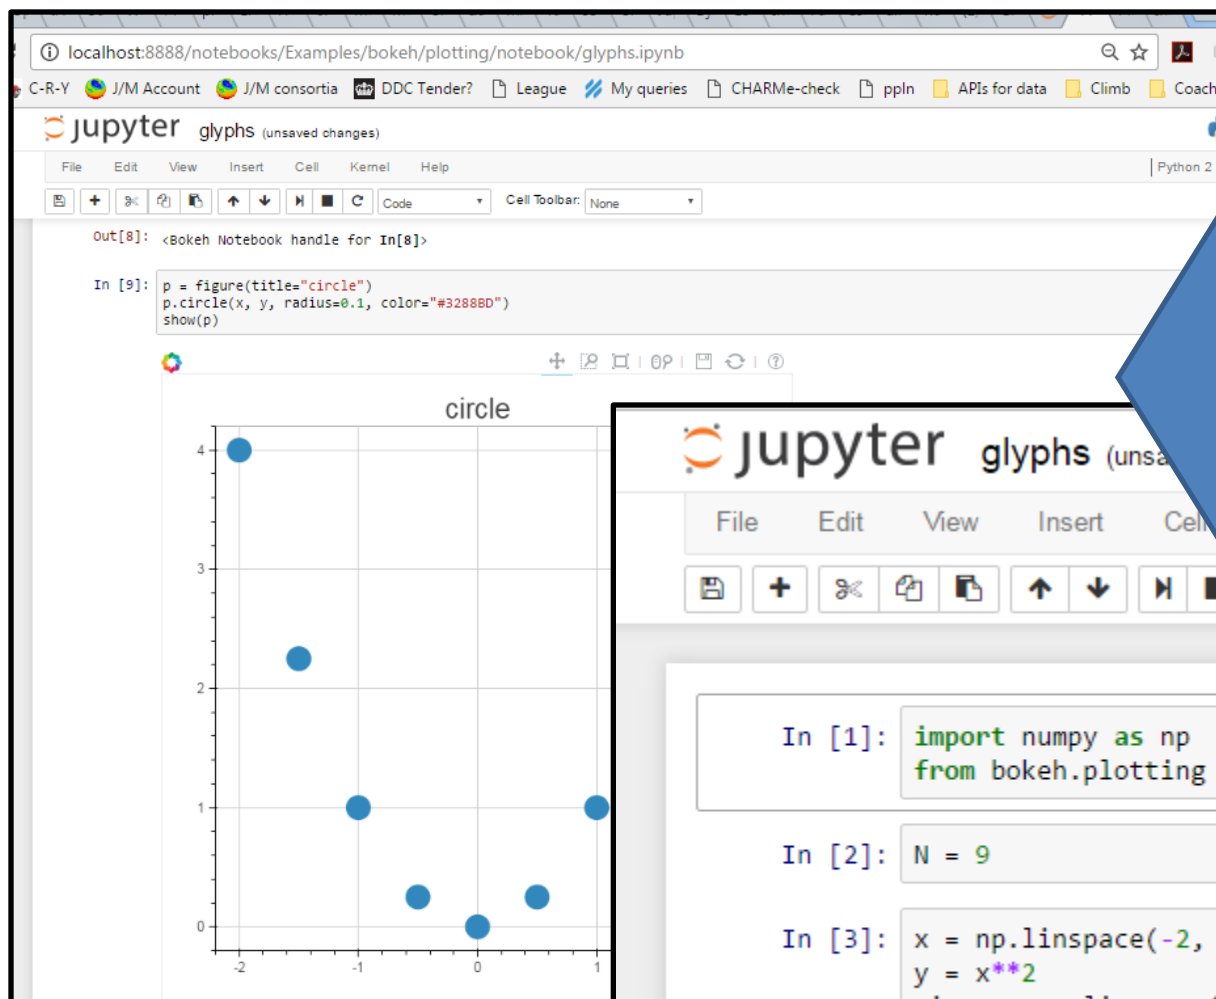 localhost:8888/notebooks/Examples/bokeh/plotting/notebook/glyphs.ipynb
C-R-Y J/M Account J/M consortia DDC Tender? League My queries CHARMe-check ppln APIs for data Climb Coach
jupyter glyphs (unsaved changes)
File Edit View Insert Cell Kernel Help Python 2
Code Cell Toolbar: None
Out[8]: <Bokeh Notebook handle for In[8]>
In [9]: p = figure(title="circle")
p.circle(x, y, radius=0.1, color="#3288BD")
show(p)
circle
4
3
2
1
0
-2 -1 0 1
jupyter glyphs (unsa
File Edit View Insert Cell
In [1]: import numpy as np
from bokeh.plotting
In [2]: N = 9
In [3]: x = np.linspace(-2,
y = x**2